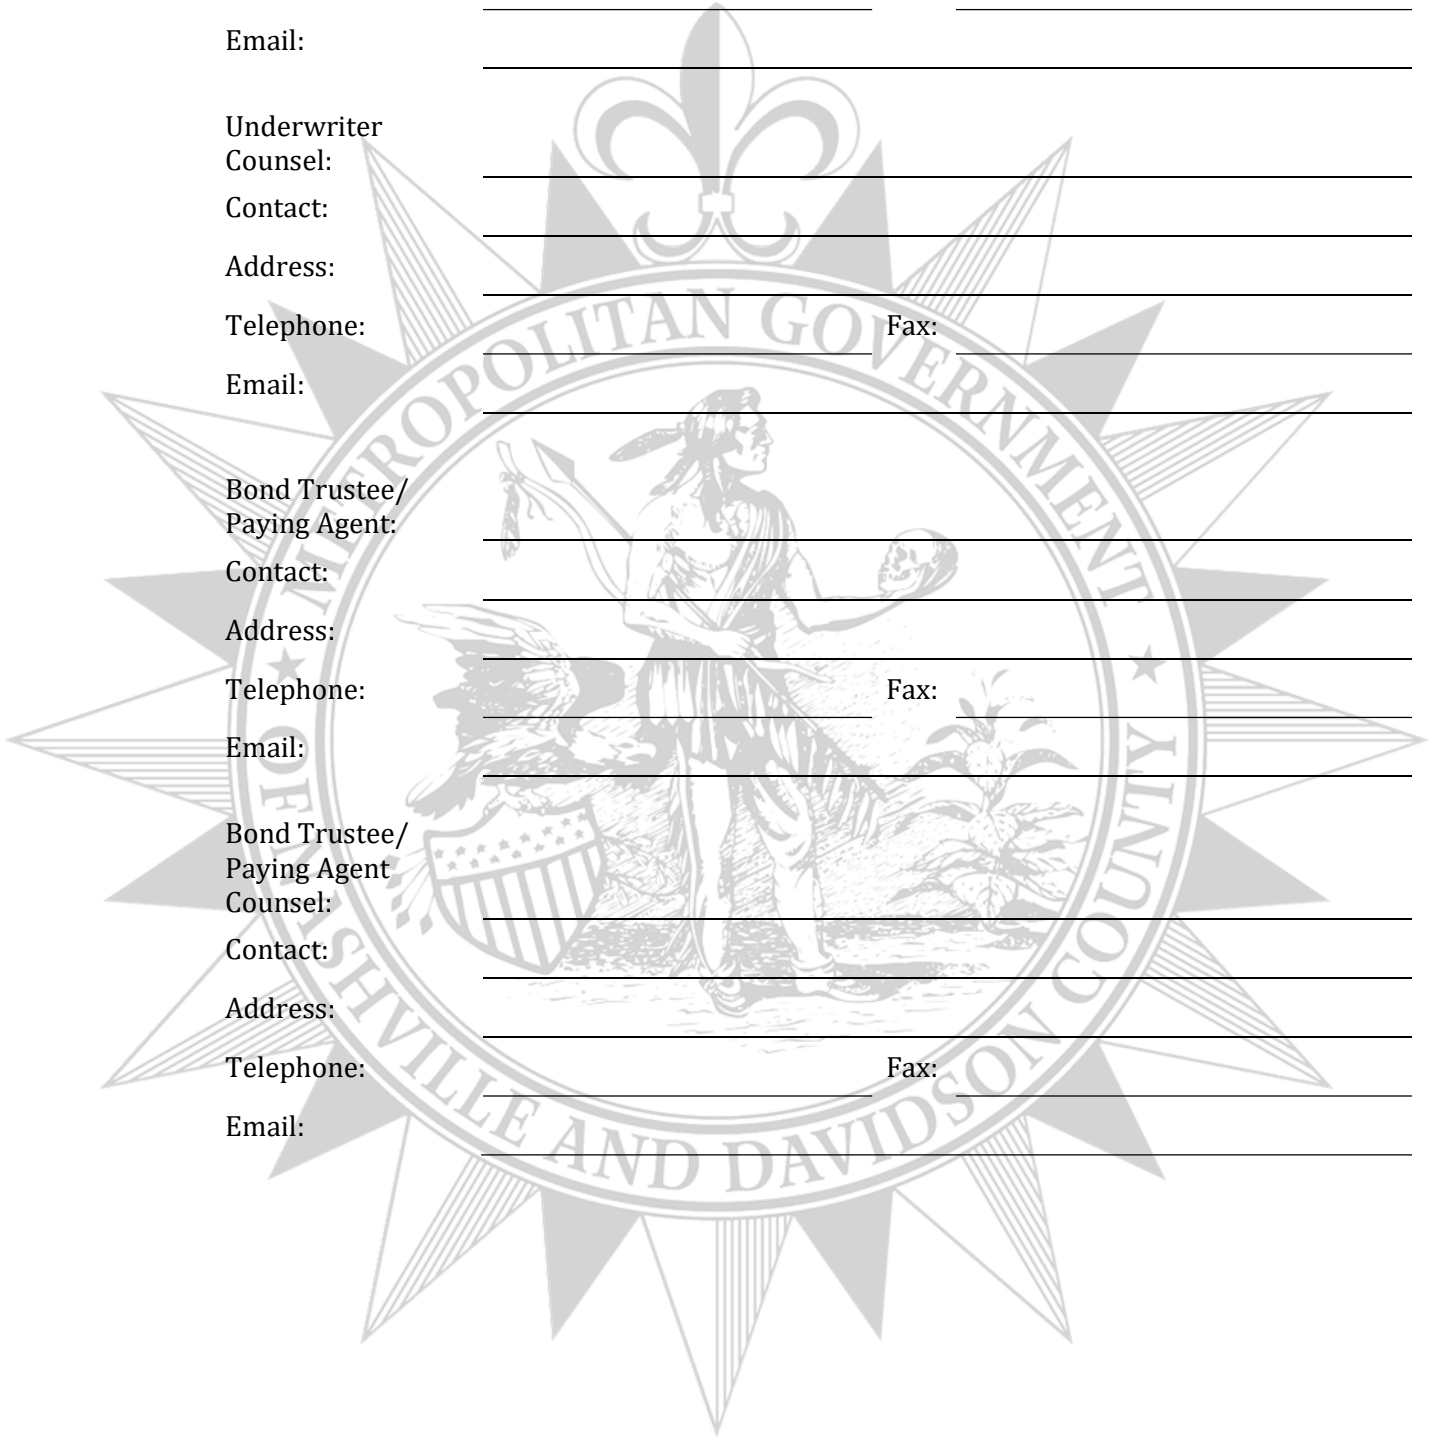 Email:
Underwriter
Counsel:
Contact:
Address:
Telephone: Fax:
Email:
Bond Trustee/
Paying Agent:
Contact:
Address:
Telephone: Fax:
Email:
Bond Trustee/
Paying Agent
Counsel:
Contact:
Address:
Telephone: Fax:
Email:
METROPOLITAN GOVERNMENT
★ OF NASHVILLE AND DAVIDSON COUNTY ★